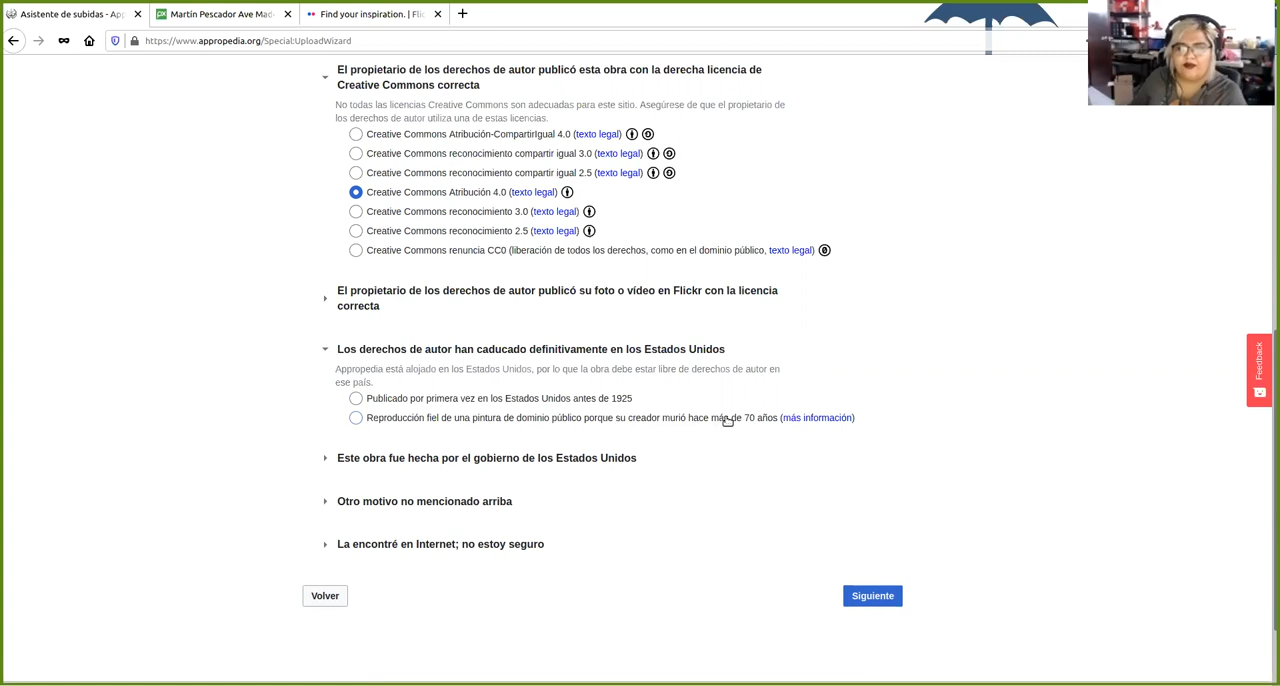 Asistente de subidas - App
Martín Pescador Ave Mad
Find your inspiration. | Flic
https://www.appropedia.org/Special:UploadWizard
El propietario de los derechos de autor publicó esta obra con la derecha licencia de
Creative Commons correcta
No todas las licencias Creative Commons son adecuadas para este sitio. Asegúrese de que el propietario de
los derechos de autor utiliza una de estas licencias.
Creative Commons Atribución-CompartirIgual 4.0 (texto legal)
Creative Commons reconocimiento compartir igual 3.0 (texto legal)
Creative Commons reconocimiento compartir igual 2.5 (texto legal)
Creative Commons Atribución 4.0 (texto legal)
Creative Commons reconocimiento 3.0 (texto legal)
Creative Commons reconocimiento 2.5 (texto legal)
Creative Commons renuncia CC0 (liberación de todos los derechos, como en el dominio público, texto legal)
El propietario de los derechos de autor publicó su foto o vídeo en Flickr con la licencia
correcta
Los derechos de autor han caducado definitivamente en los Estados Unidos
Appropedia está alojado en los Estados Unidos, por lo que la obra debe estar libre de derechos de autor en
ese país.
Publicado por primera vez en los Estados Unidos antes de 1925
Reproducción fiel de una pintura de dominio público porque su creador murió hace más de 70 años (más información)
Este obra fue hecha por el gobierno de los Estados Unidos
Otro motivo no mencionado arriba
La encontré en Internet; no estoy seguro
Volver
Siguiente
Feedback